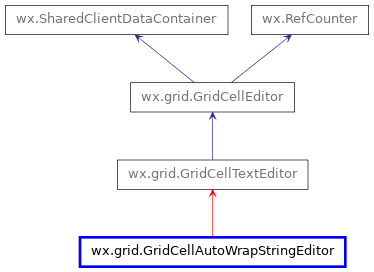 wx.SharedClientDataContainer
wx.RefCounter
wx.grid.GridCellEditor
wx.grid.GridCellTextEditor
wx.grid.GridCellAutoWrapStringEditor